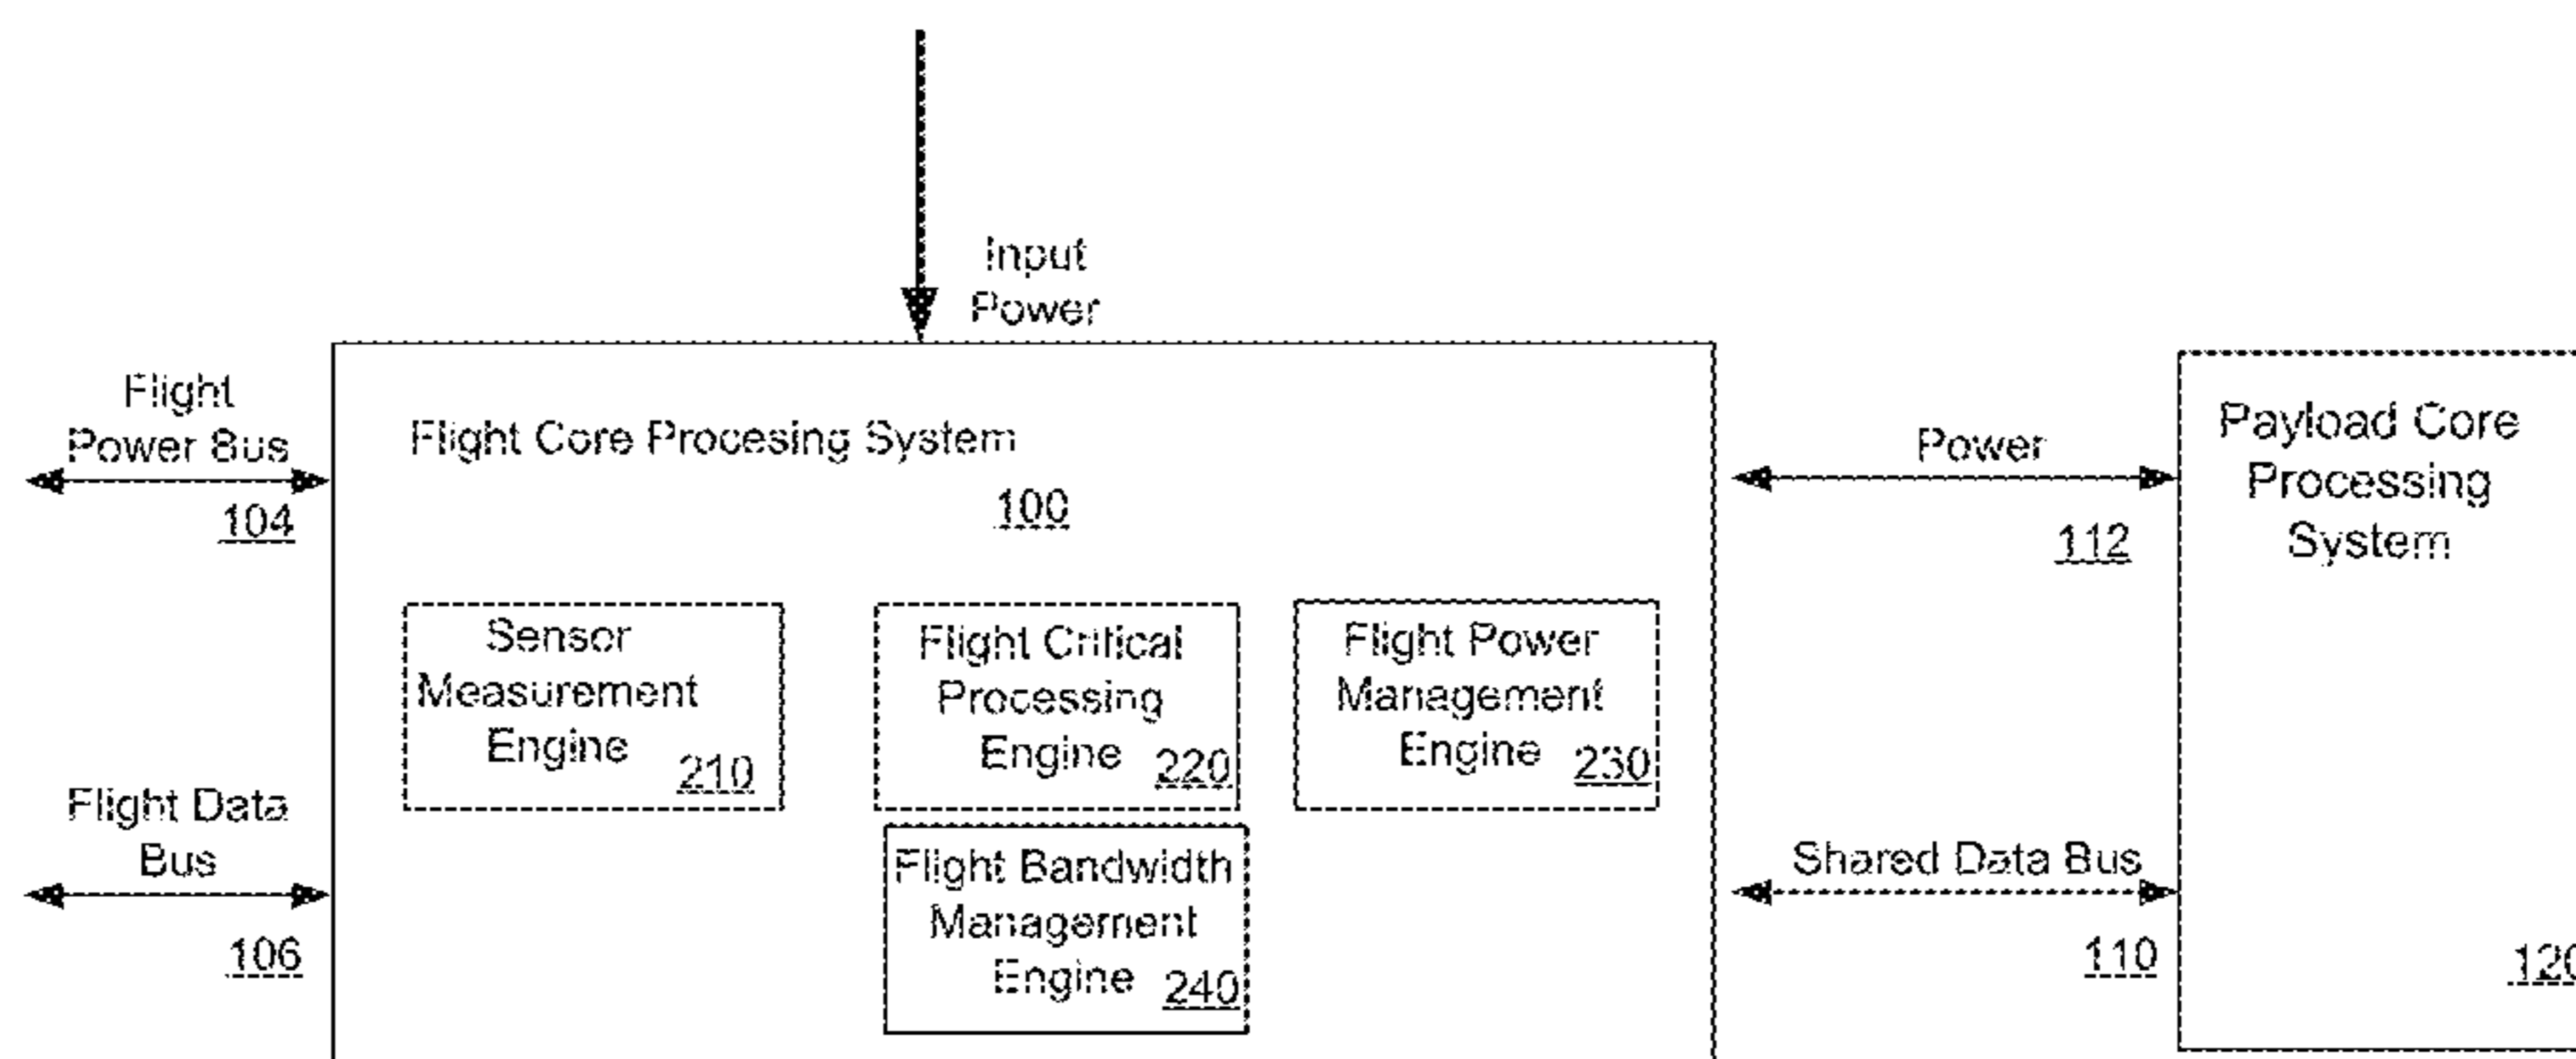 Input
Power
Flight
Power Bus
104
Flight Core Procesing System
100
Power
112
Payload Core
Processing
System
Sensor
Measurement
Engine 210
Flight Critical
Processing
Engine 220
Flight Power
Management
Engine 230
Flight Data
Bus
106
Flight Bandwidth
Management
Engine 240
Shared Data Bus
110
120